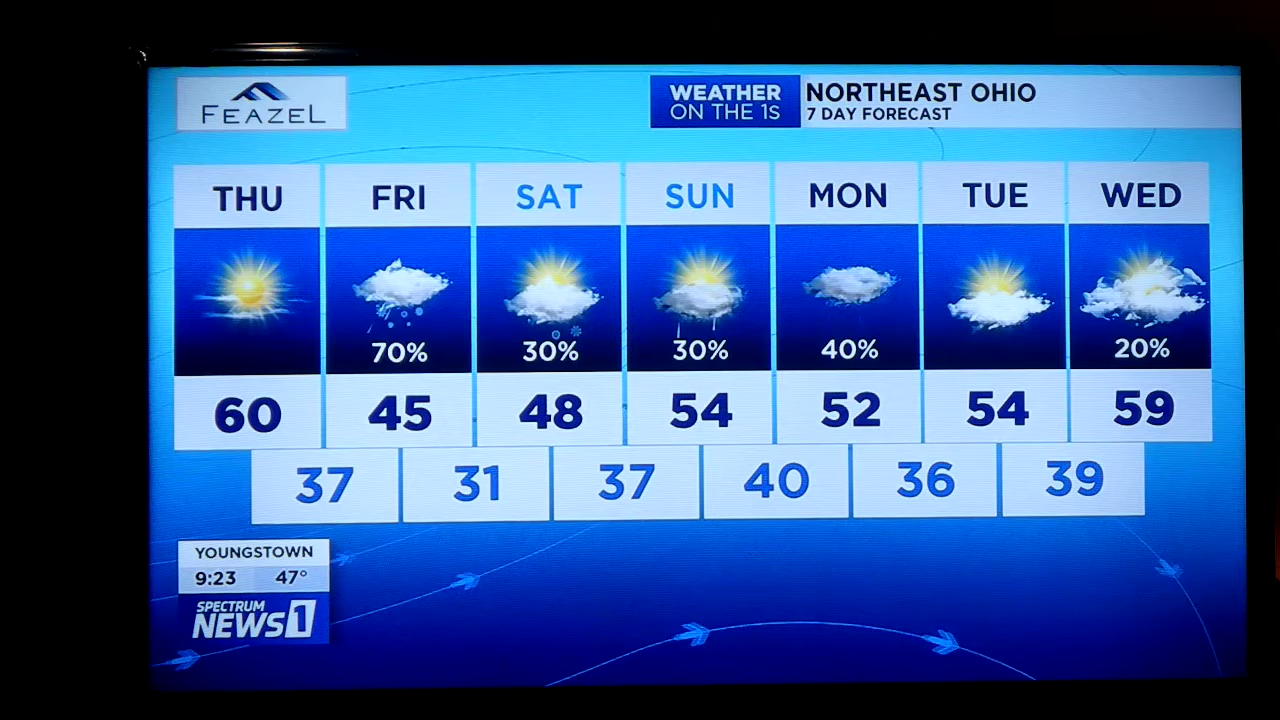 FEAZEL
WEATHER
ON THE 1S
NORTHEAST OHIO
7 DAY FORECAST
THU FRI SAT SUN MON TUE WED
70% 30% 30% 40% 20%
60 45 48 54 52 54 59
37 31 37 40 36 39
YOUNGSTOWN
9:23 47°
SPECTRUM
NEWS 1